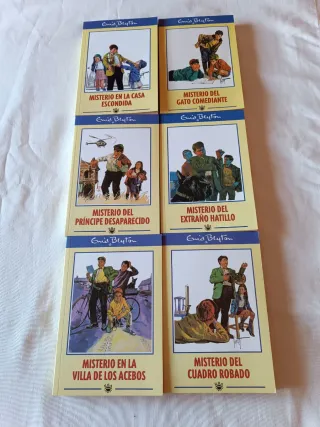 Enid Blyton
MISTERIO EN LA CASA
ESCONDIDA
Enid Blyton
MISTERIO DEL
GATO COMEDIANTE
Enid Blyton
MISTERIO DEL
PRÍNCIPE DESAPARECIDO
Enid Blyton
MISTERIO DEL
EXTRAÑO HATILLO
Enid Blyton
MISTERIO EN LA
VILLA DE LOS ACEBOS
Enid Blyton
MISTERIO DEL
CUADRO ROBADO